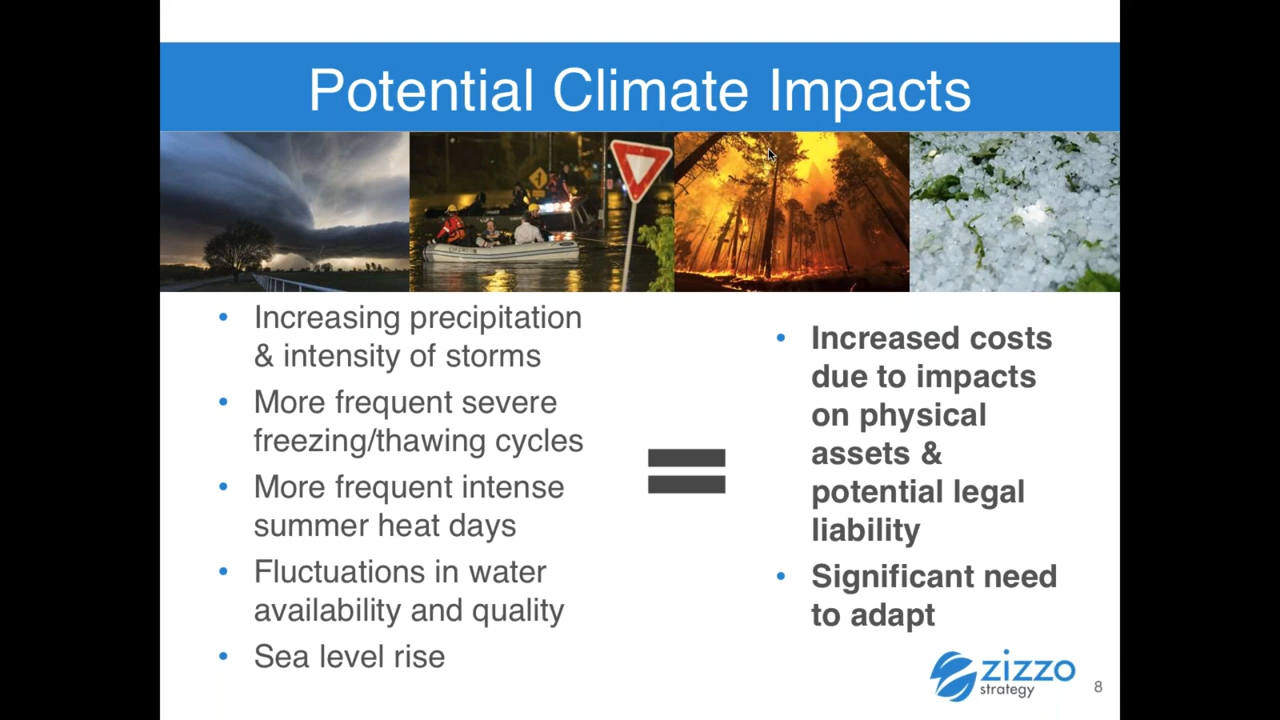 Potential Climate Impacts
• Increasing precipitation
& intensity of storms
• More frequent severe
freezing/thawing cycles
• More frequent intense
summer heat days
• Fluctuations in water
availability and quality
• Sea level rise
• Increased costs
due to impacts
on physical
assets &
potential legal
liability
• Significant need
to adapt
zizzo
strategy
8